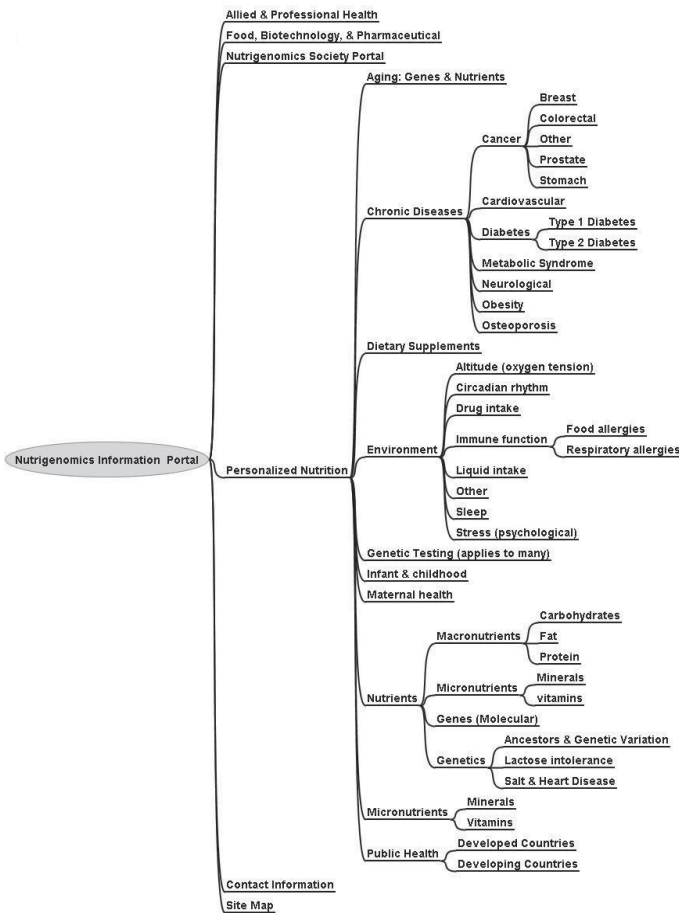 Allied & Professional Health
Food, Biotechnology, & Pharmaceutical
Nutrigenomics Society Portal
Aging: Genes & Nutrients
Breast
Colorectal
Cancer
Other
Prostate
Stomach
Cardiovascular
Chronic Diseases
Type 1 Diabetes
Diabetes
Type 2 Diabetes
Metabolic Syndrome
Neurological
Obesity
Osteoporosis
Dietary Supplements
Altitude (oxygen tension)
Circadian rhythm
Drug intake
Food allergies
Immune function
Environment
Respiratory allergies
Nutrigenomics Information Portal
Personalized Nutrition
Liquid intake
Other
Sleep
Stress (psychological)
Genetic Testing (applies to many)
Infant & childhood
Maternal health
Carbohydrates
Macronutrients
Fat
Protein
Minerals
Micronutrients
Nutrients
vitamins
Genes (Molecular)
Ancestors & Genetic Variation
Genetics
Lactose intolerance
Salt & Heart Disease
Minerals
Micronutrients
Vitamins
Developed Countries
Public Health
Developing Countries
Contact Information
Site Map